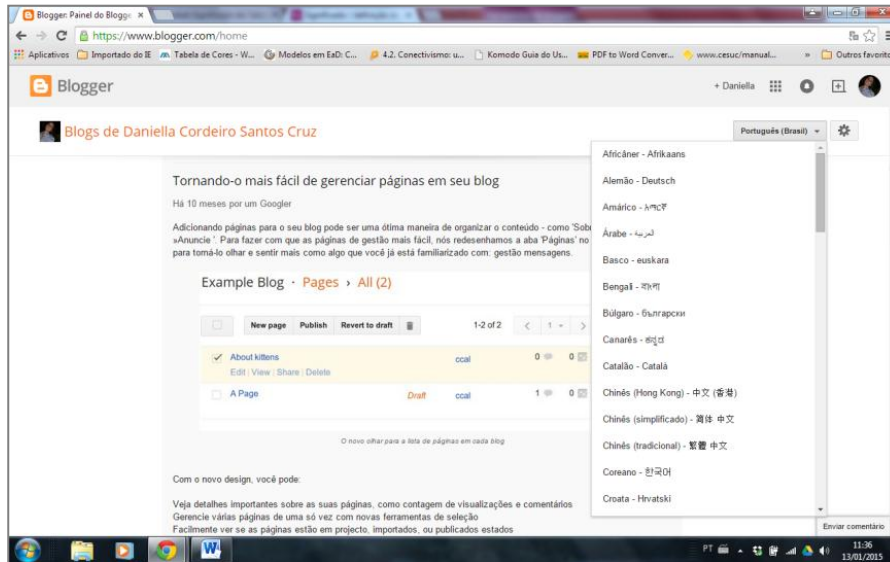 Blogger: Painel do Blogge
https://www.blogger.com/home
Aplicativos Importado do IE Tabela de Cores - W... Modelos em EaD: C... 4.2. Conectivismo: u... Komodo Guia do Us... PDF to Word Conver... www.cesuc/manual... » Outros favorito
Blogger
+ Daniella
Blogs de Daniella Cordeiro Santos Cruz
Português (Brasil)
Africâner - Afrikaans
Alemão - Deutsch
Amárico - አማርኛ
Árabe - العربية
Basco - euskara
Bengali - বাংলা
Búlgaro - български
Canarês - ಕನ್ನಡ
Catalão - Català
Chinês (Hong Kong) - 中文 (香港)
Chinês (simplificado) - 简体 中文
Chinês (tradicional) - 繁體 中文
Coreano - 한국어
Croata - Hrvatski
Tornando-o mais fácil de gerenciar páginas em seu blog
Há 10 meses por um Googler
Adicionando páginas para o seu blog pode ser uma ótima maneira de organizar o conteúdo - como 'Sob
»Anuncie '. Para fazer com que as páginas de gestão mais fácil, nós redesenhamos a aba 'Páginas' no
para tomá-lo olhar e sentir mais como algo que você já está familiarizado com: gestão mensagens.
Example Blog · Pages › All (2)
New page Publish Revert to draft 1-2 of 2 1
About kittens ccal 0 0
Edit | View | Share | Delete
A Page Draft ccal 1 0
O novo olhar para a lista de páginas em cada blog
Com o novo design, você pode:
Veja detalhes importantes sobre as suas páginas, como contagem de visualizações e comentários
Gerencie várias páginas de uma só vez com novas ferramentas de seleção
Facilmente ver se as páginas estão em projecto, importados, ou publicados estados
Enviar comentário
PT 11:36
13/01/2015